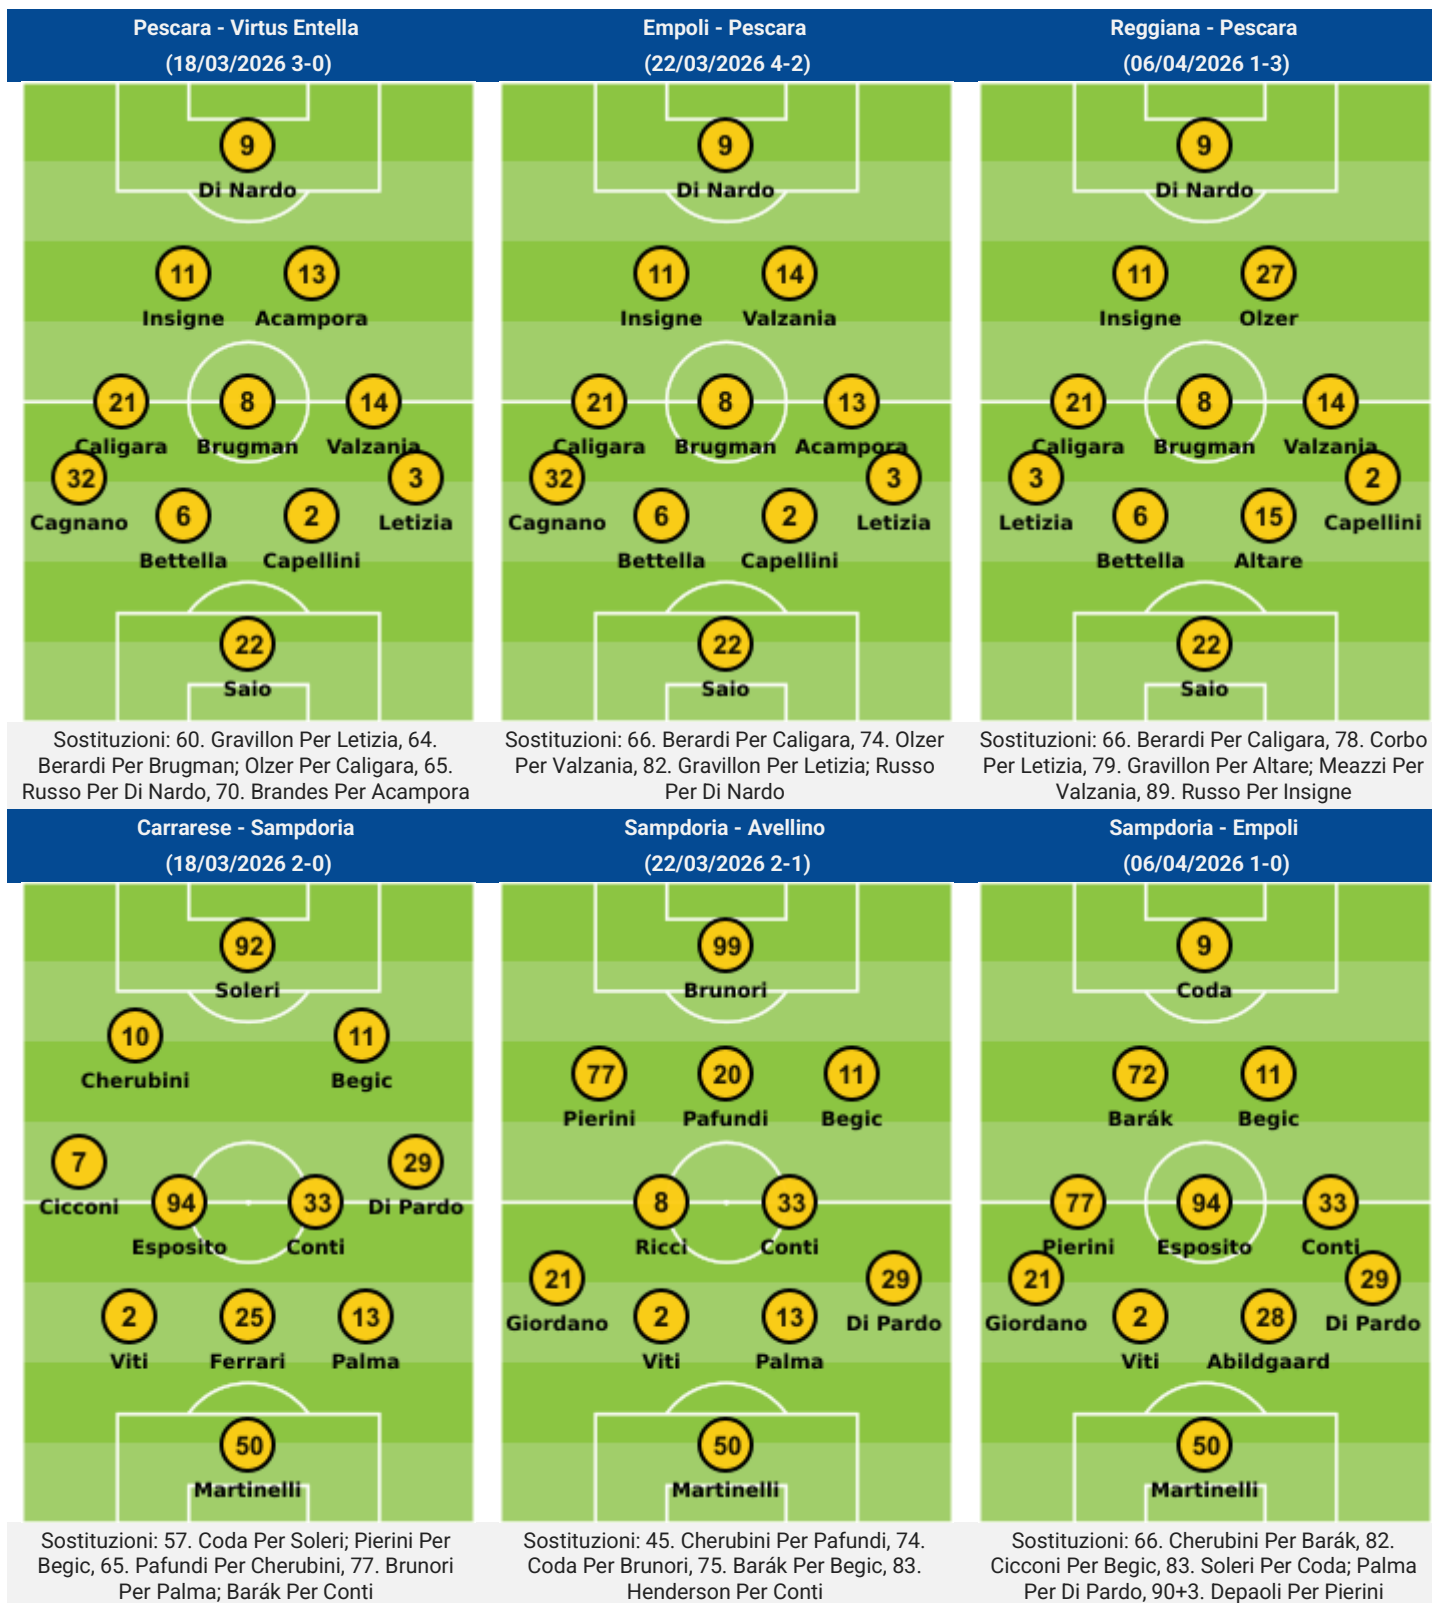 Pescara - Virtus Entella
(18/03/2026 3-0)
9
Di Nardo
11 13
Insigne Acampora
21 8 14
Caligara Brugman Valzania
32 3
Cagnano Letizia
6 2
Bettella Capellini
22
Saio
Sostituzioni: 60. Gravillon Per Letizia, 64.
Berardi Per Brugman; Olzer Per Caligara, 65.
Russo Per Di Nardo, 70. Brandes Per Acampora
Empoli - Pescara
(22/03/2026 4-2)
9
Di Nardo
11 14
Insigne Valzania
21 8 13
Caligara Brugman Acampora
32 3
Cagnano Letizia
6 2
Bettella Capellini
22
Saio
Sostituzioni: 66. Berardi Per Caligara, 74. Olzer
Per Valzania, 82. Gravillon Per Letizia; Russo
Per Di Nardo
Reggiana - Pescara
(06/04/2026 1-3)
9
Di Nardo
11 27
Insigne Olzer
21 8 14
Caligara Brugman Valzania
3 2
Letizia Capellini
6 15
Bettella Altare
22
Saio
Sostituzioni: 66. Berardi Per Caligara, 78. Corbo
Per Letizia, 79. Gravillon Per Altare; Meazzi Per
Valzania, 89. Russo Per Insigne
Carrarese - Sampdoria
(18/03/2026 2-0)
92
Soleri
10 11
Cherubini Begic
7 29
Cicconi Di Pardo
94 33
Esposito Conti
2 25 13
Viti Ferrari Palma
50
Martinelli
Sostituzioni: 57. Coda Per Soleri; Pierini Per
Begic, 65. Pafundi Per Cherubini, 77. Brunori
Per Palma; Barák Per Conti
Sampdoria - Avellino
(22/03/2026 2-1)
99
Brunori
77 20 11
Pierini Pafundi Begic
8 33
Ricci Conti
21 29
Giordano Di Pardo
2 13
Viti Palma
50
Martinelli
Sostituzioni: 45. Cherubini Per Pafundi, 74.
Coda Per Brunori, 75. Barák Per Begic, 83.
Henderson Per Conti
Sampdoria - Empoli
(06/04/2026 1-0)
9
Coda
72 11
Barák Begic
77 94 33
Pierini Esposito Conti
21 29
Giordano Di Pardo
2 28
Viti Abildgaard
50
Martinelli
Sostituzioni: 66. Cherubini Per Barák, 82.
Cicconi Per Begic, 83. Soleri Per Coda; Palma
Per Di Pardo, 90+3. Depaoli Per Pierini